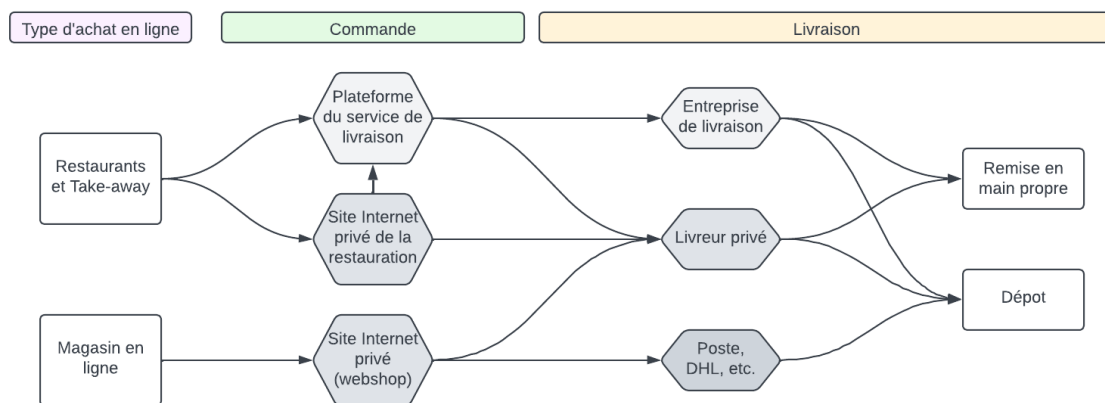 Type d'achat en ligne
Commande
Livraison
Restaurants
et Take-away
Plateforme
du service de
livraison
Entreprise
de livraison
Remise en
main propre
Site Internet
privé de la
restauration
Livreur privé
Dépot
Magasin en
ligne
Site Internet
privé
(webshop)
Poste,
DHL, etc.